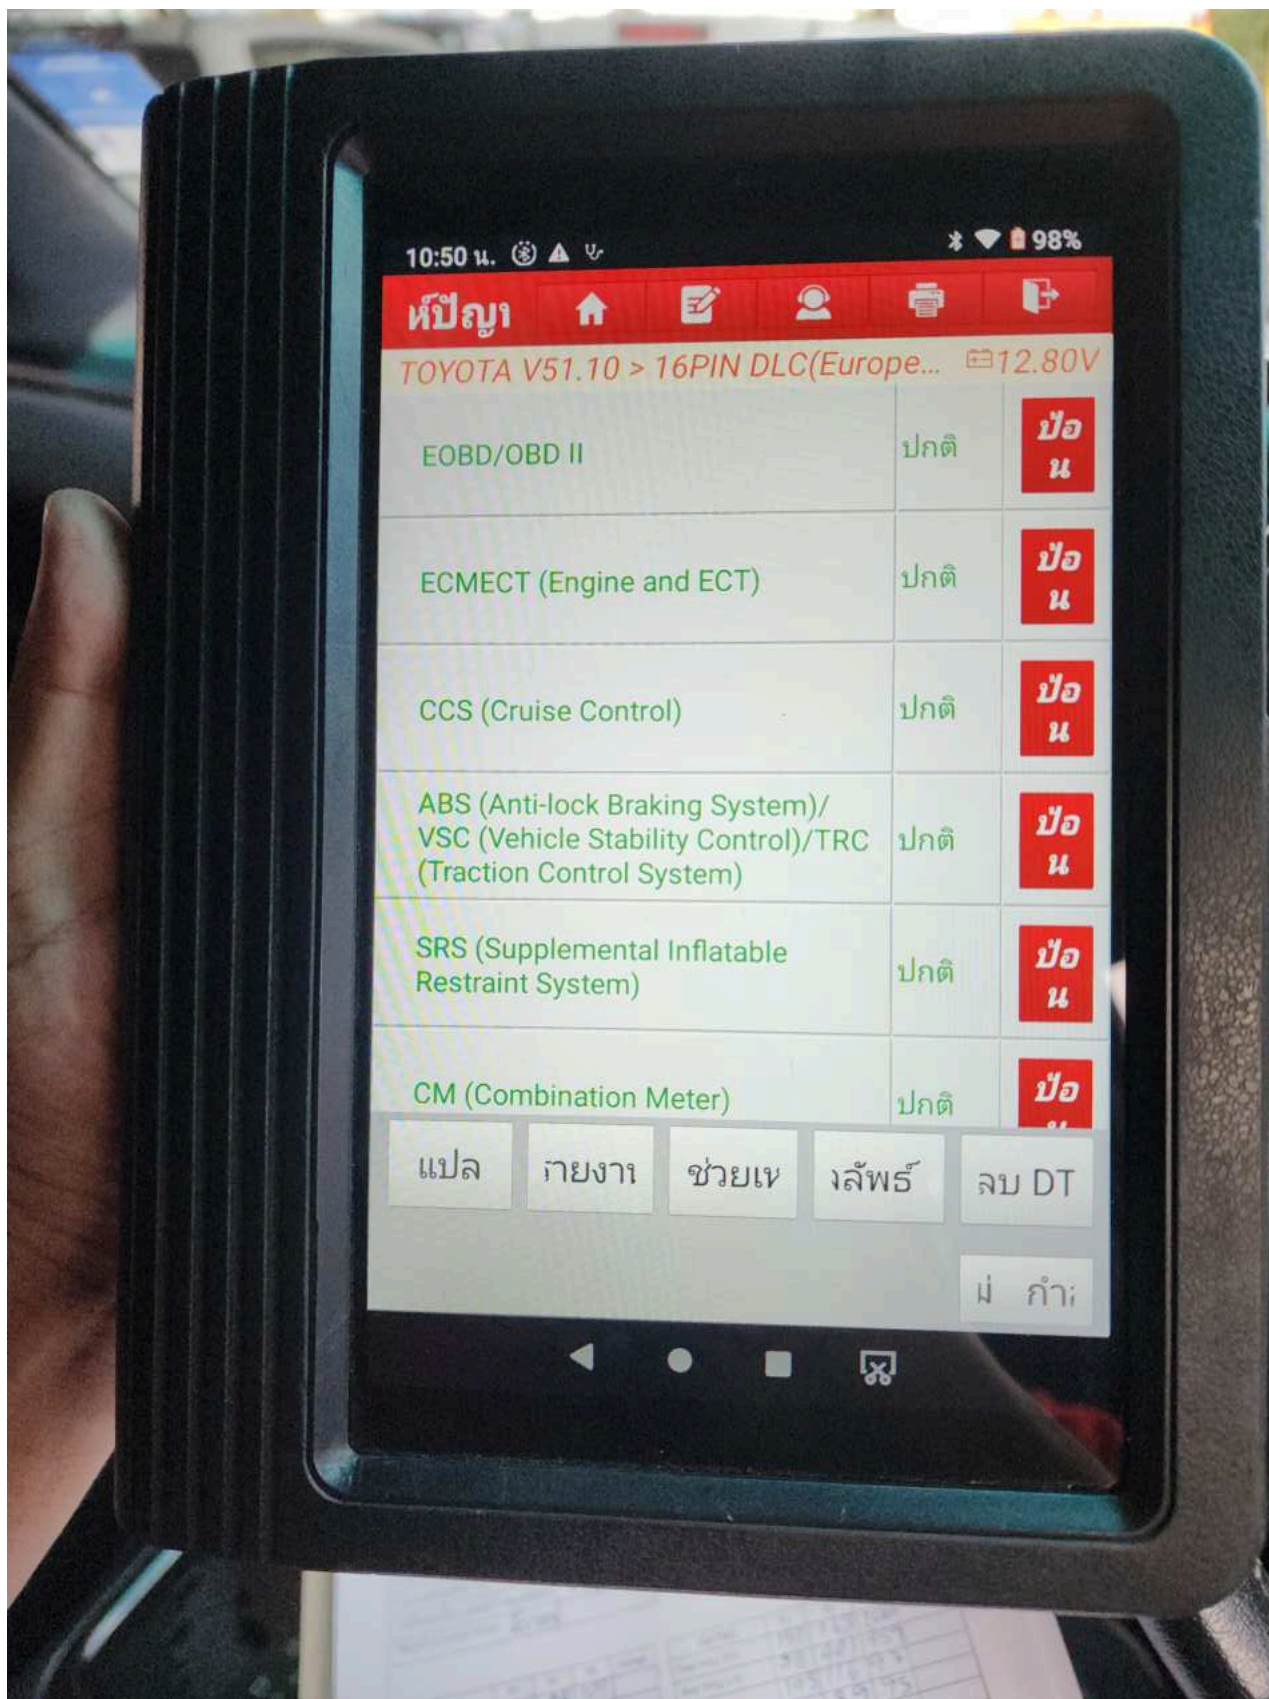 10:50 น. 98%
ห์ปัญา
TOYOTA V51.10 > 16PIN DLC(Europe... 12.80V
EOBD/OBD II ปกติ ป้อ
น
ECMECT (Engine and ECT) ปกติ ป้อ
น
CCS (Cruise Control) ปกติ ป้อ
น
ABS (Anti-lock Braking System)/
VSC (Vehicle Stability Control)/TRC ปกติ ป้อ
(Traction Control System) น
SRS (Supplemental Inflatable ป้อ
Restraint System) ปกติ น
CM (Combination Meter) ปกติ ป้อ
แปล ายงาน ช่วยเห ลัพธ์ ลบ DT